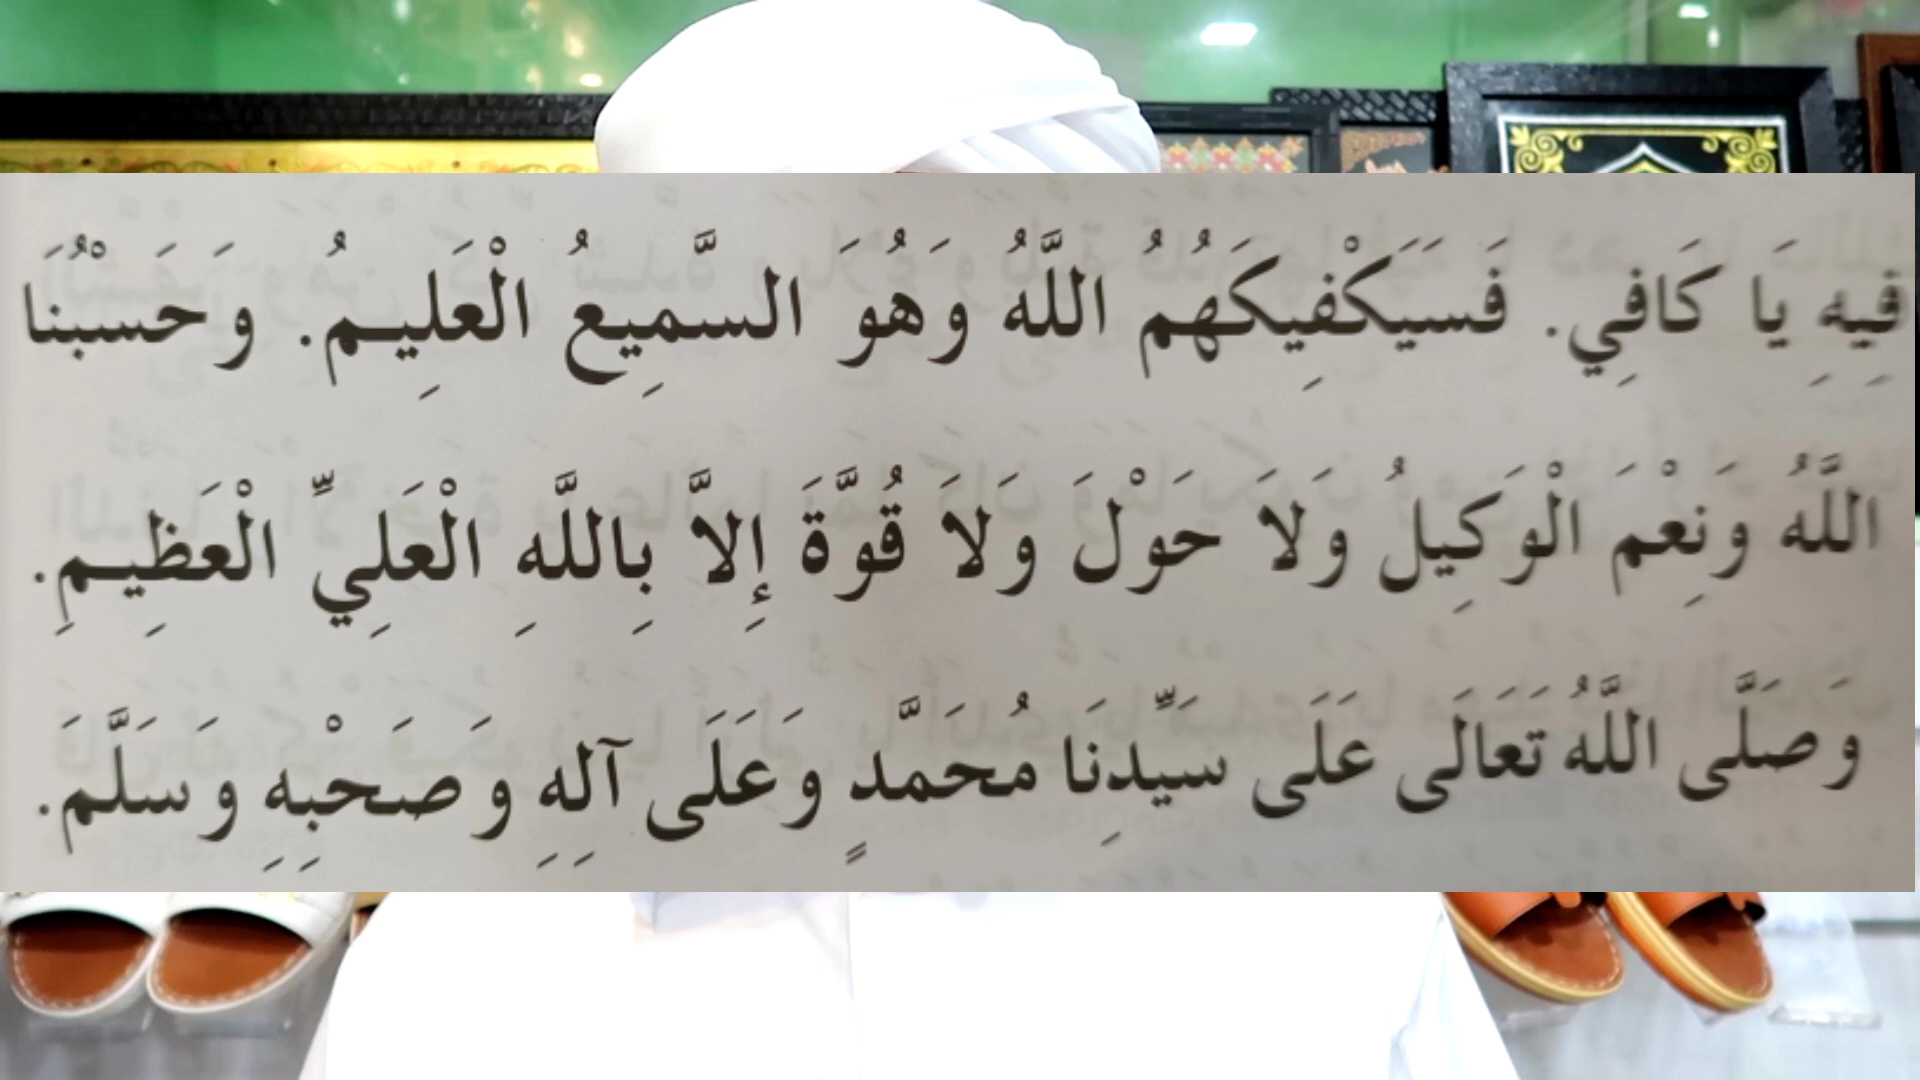 فِيهِ يَا كَافِي. فَسَيَكْفِيكَهُمُ اللَّهُ وَهُوَ السَّمِيعُ الْعَلِيمُ. وَحَسْبُنَا
اللَّهُ وَنِعْمَ الْوَكِيلُ وَلَا حَوْلَ وَلَا قُوَّةَ إِلَّا بِاللَّهِ الْعَلِيِّ الْعَظِيمِ.
وَصَلَّى اللَّهُ تَعَالَى عَلَى سَيِّدِنَا مُحَمَّدٍ وَعَلَى آلِهِ وَصَحْبِهِ وَسَلَّمَ.